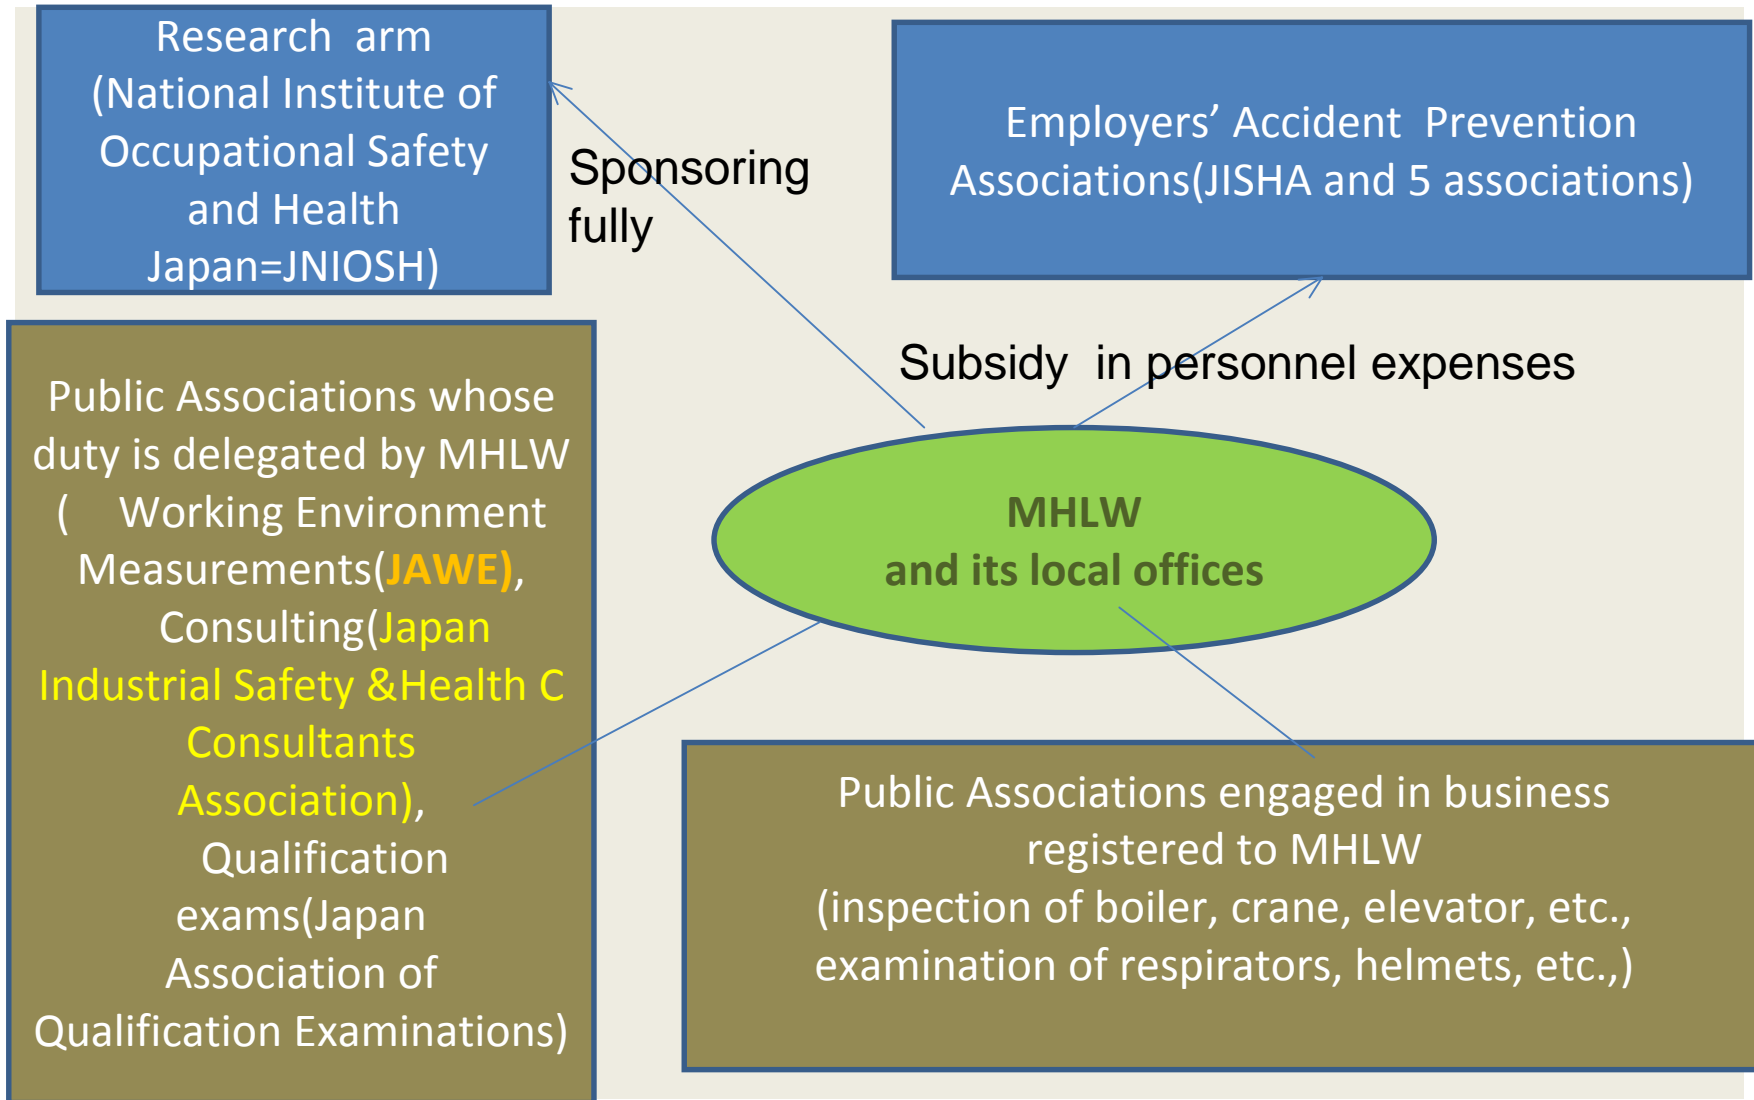 Research arm
(National Institute of
Occupational Safety
and Health
Japan=JNIOSH)
Sponsoring
fully
Employers’ Accident Prevention
Associations(JISHA and 5 associations)
Subsidy in personnel expenses
Public Associations whose
duty is delegated by MHLW
( Working Environment
Measurements(JAWE),
Consulting(Japan
Industrial Safety &Health C
Consultants
Association),
Qualification
exams(Japan
Association of
Qualification Examinations)
MHLW
and its local offices
Public Associations engaged in business
registered to MHLW
(inspection of boiler, crane, elevator, etc.,
examination of respirators, helmets, etc.,)